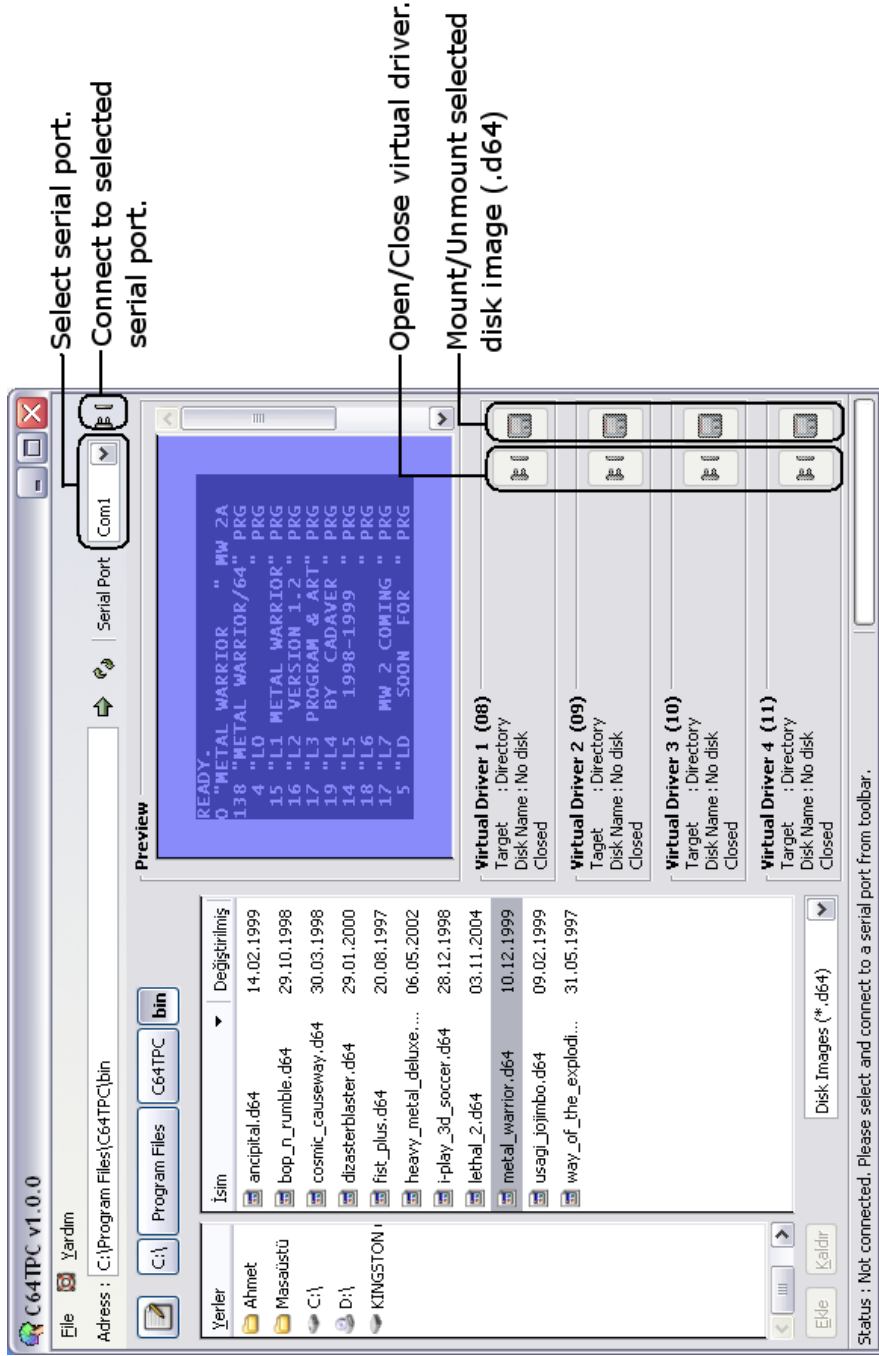 C64TPC v1.0.0
File Yardım
Adress : C:\Program Files\C64TPC\bin Serial Port Com1
C:\ Program Files C64TPC bin
Yerler
Ahmet
Masaüstü
C:\
D:\
KINGSTON
İsim Değiştirilmiş
ancipital.d64 14.02.1999
bop_n_rumble.d64 29.10.1998
cosmic_causeway.d64 30.03.1998
dizasterblaster.d64 29.01.2000
fist_plus.d64 20.08.1997
heavy_metal_deluxe.... 06.05.2002
i-play_3d_soccer.d64 28.12.1998
lethal_2.d64 03.11.2004
metal_warrior.d64 10.12.1999
usagi_jojimbo.d64 09.02.1999
way_of_the_explodi... 31.05.1997
Ekle Kaldır
Disk Images (*.d64)
Preview
READY.
0 "METAL WARRIOR " MW 2A
138 "METAL WARRIOR/64" PRG
4 "L0 " PRG
15 "L1 METAL WARRIOR" PRG
16 "L2 VERSION 1.2 " PRG
17 "L3 PROGRAM & ART" PRG
19 "L4 BY CADAVER " PRG
14 "L5 1998-1999 " PRG
18 "L6 " PRG
17 "L7 MW 2 COMING " PRG
5 "LD SOON FOR " PRG
Virtual Driver 1 (08)
Target : Directory
Disk Name : No disk
Closed
Virtual Driver 2 (09)
Taget : Directory
Disk Name : No disk
Closed
Virtual Driver 3 (10)
Target : Directory
Disk Name : No disk
Closed
Virtual Driver 4 (11)
Target : Directory
Disk Name : No disk
Closed
Status : Not connected. Please select and connect to a serial port from toolbar.
Select serial port.
Connect to selected
serial port.
Open/Close virtual driver.
Mount/Unmount selected
disk image (.d64)